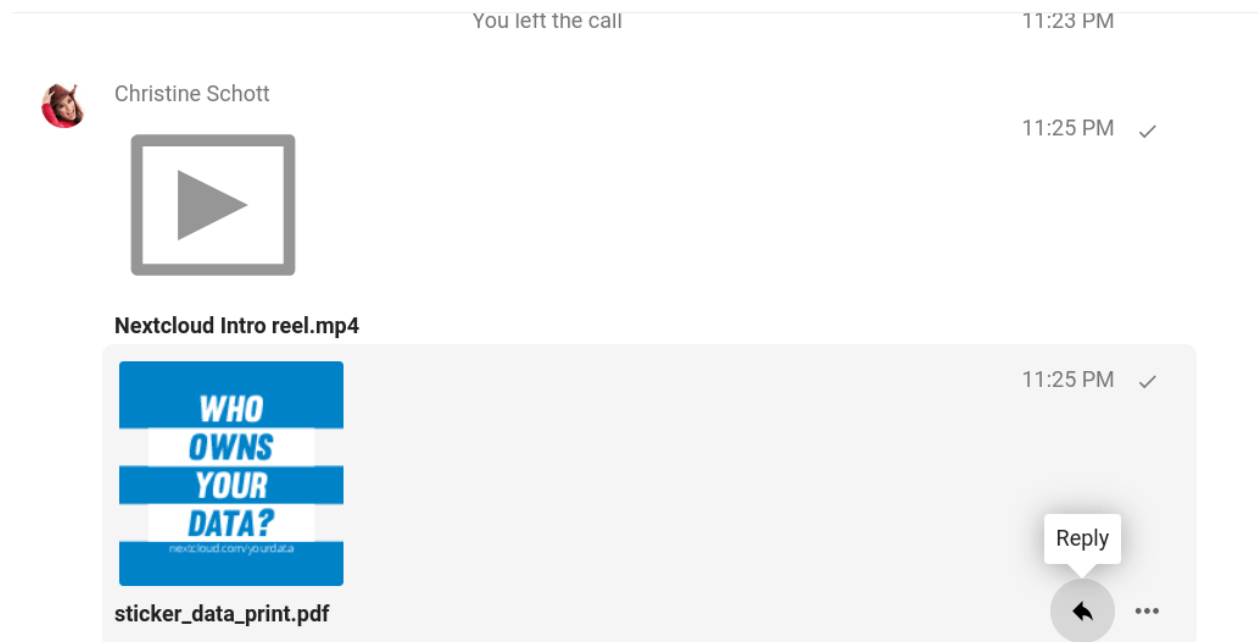 You left the call 11:23 PM
Christine Schott
11:25 PM
Nextcloud Intro reel.mp4
11:25 PM
WHO
OWNS
YOUR
DATA?
nextcloud.com/yourdata
Reply
sticker_data_print.pdf